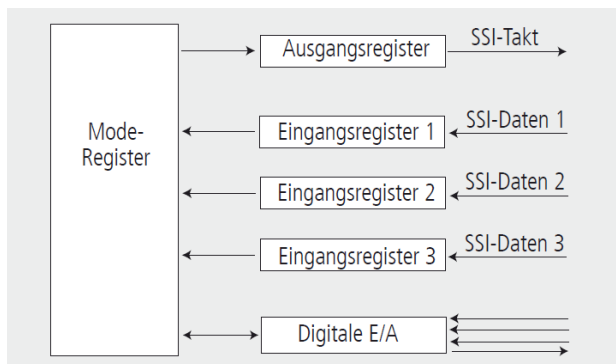 Ausgangsregister
SSI-Takt
Mode-
Register
Eingangsregister 1
SSI-Daten 1
Eingangsregister 2
SSI-Daten 2
Eingangsregister 3
SSI-Daten 3
Digitale E/A